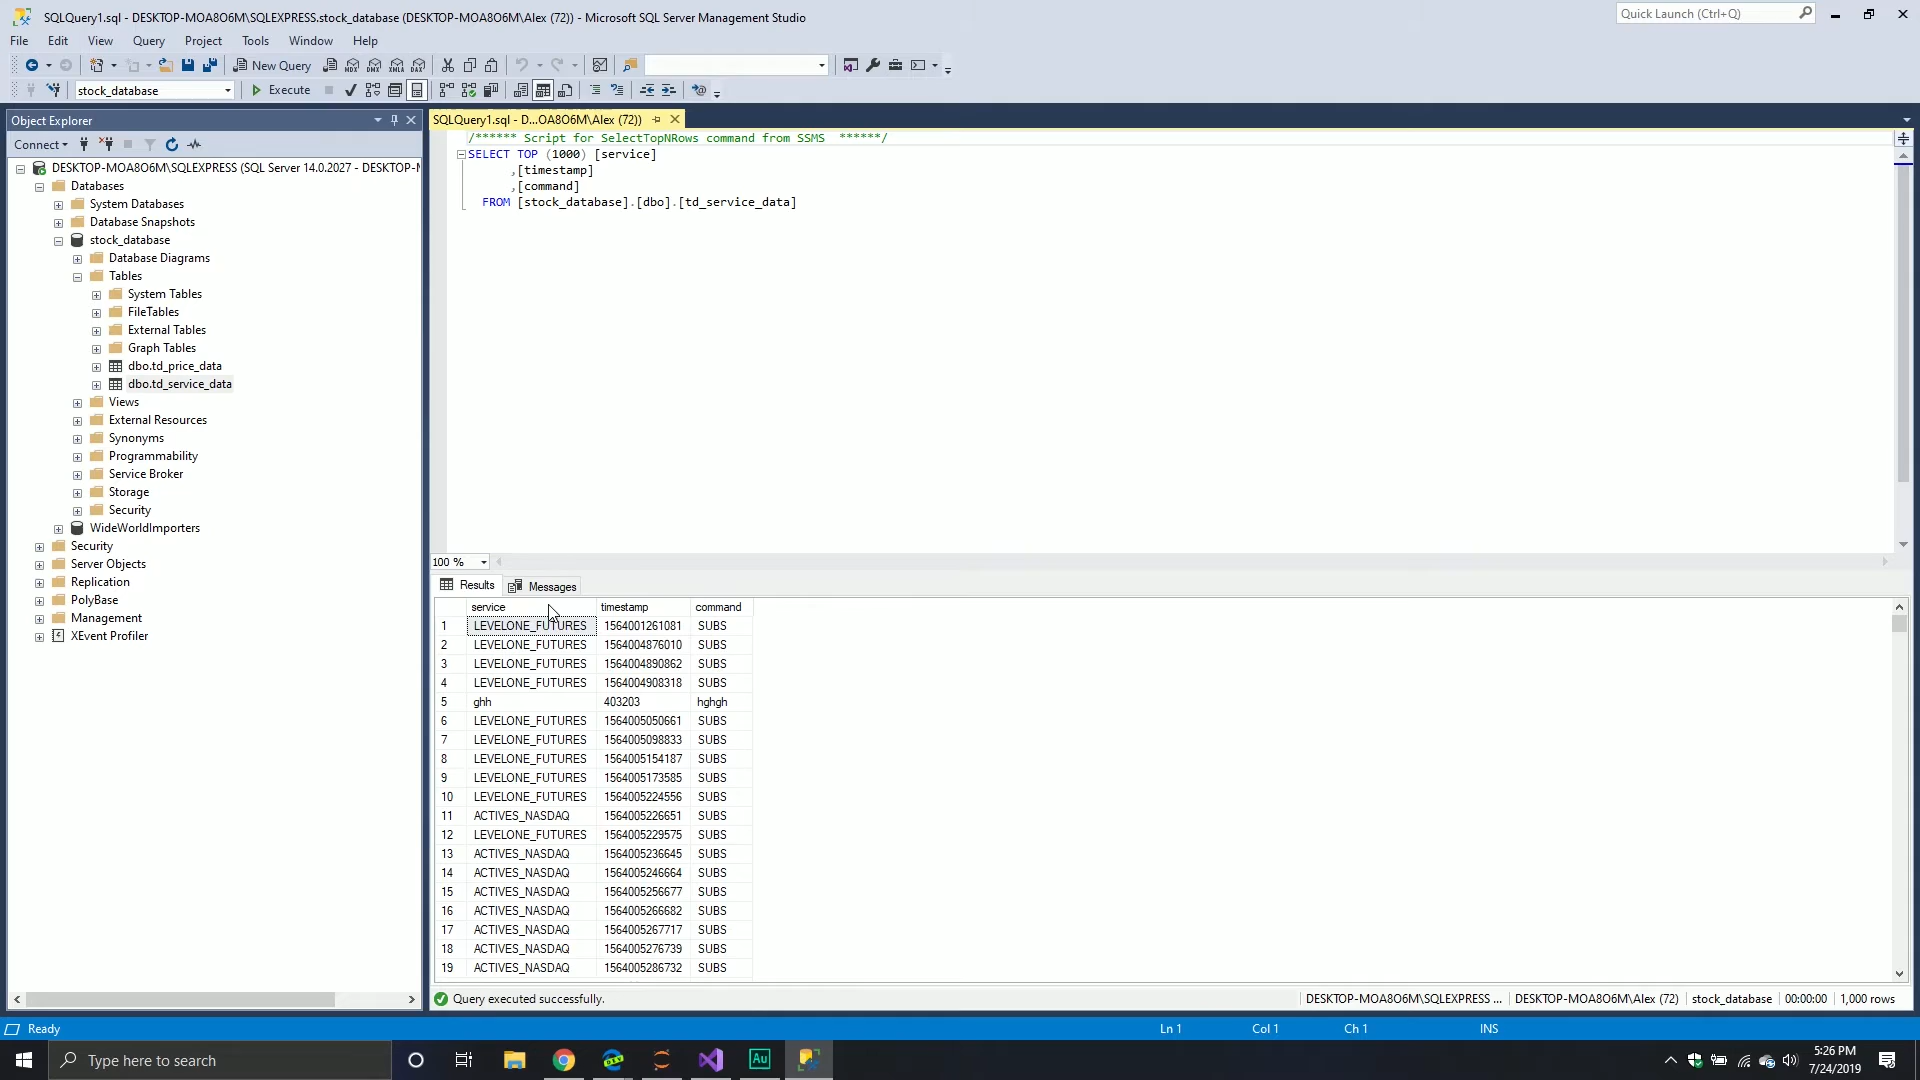 SQLQuery1.sql - DESKTOP-MOA8O6M\SQLEXPRESS.stock_database (DESKTOP-MOA8O6M\Alex (72)) - Microsoft SQL Server Management Studio
Quick Launch (Ctrl+Q)
File Edit View Query Project Tools Window Help
New Query MDX DMX XMLA DAX
stock_database Execute
Object Explorer
SQLQuery1.sql - D...OA8O6M\Alex (72))
Connect
DESKTOP-MOA8O6M\SQLEXPRESS (SQL Server 14.0.2027 - DESKTOP-M
Databases
System Databases
Database Snapshots
stock_database
Database Diagrams
Tables
System Tables
FileTables
External Tables
Graph Tables
dbo.td_price_data
dbo.td_service_data
Views
External Resources
Synonyms
Programmability
Service Broker
Storage
Security
WideWorldImporters
Security
Server Objects
Replication
PolyBase
Management
XEvent Profiler
/****** Script for SelectTopNRows command from SSMS ******/
SELECT TOP (1000) [service]
,[timestamp]
,[command]
FROM [stock_database].[dbo].[td_service_data]
100 %
Results Messages
service timestamp command
1 LEVELONE_FUTURES 1564001261081 SUBS
2 LEVELONE_FUTURES 1564004876010 SUBS
3 LEVELONE_FUTURES 1564004890862 SUBS
4 LEVELONE_FUTURES 1564004908318 SUBS
5 ghh 403203 hghgh
6 LEVELONE_FUTURES 1564005050661 SUBS
7 LEVELONE_FUTURES 1564005098833 SUBS
8 LEVELONE_FUTURES 1564005154187 SUBS
9 LEVELONE_FUTURES 1564005173585 SUBS
10 LEVELONE_FUTURES 1564005224556 SUBS
11 ACTIVES_NASDAQ 1564005226651 SUBS
12 LEVELONE_FUTURES 1564005229575 SUBS
13 ACTIVES_NASDAQ 1564005236645 SUBS
14 ACTIVES_NASDAQ 1564005246664 SUBS
15 ACTIVES_NASDAQ 1564005256677 SUBS
16 ACTIVES_NASDAQ 1564005266682 SUBS
17 ACTIVES_NASDAQ 1564005267717 SUBS
18 ACTIVES_NASDAQ 1564005276739 SUBS
19 ACTIVES_NASDAQ 1564005286732 SUBS
Query executed successfully. DESKTOP-MOA8O6M\SQLEXPRESS ... DESKTOP-MOA8O6M\Alex (72) stock_database 00:00:00 1,000 rows
Ready Ln 1 Col 1 Ch 1 INS
Type here to search DEV Au
5:26 PM
7/24/2019